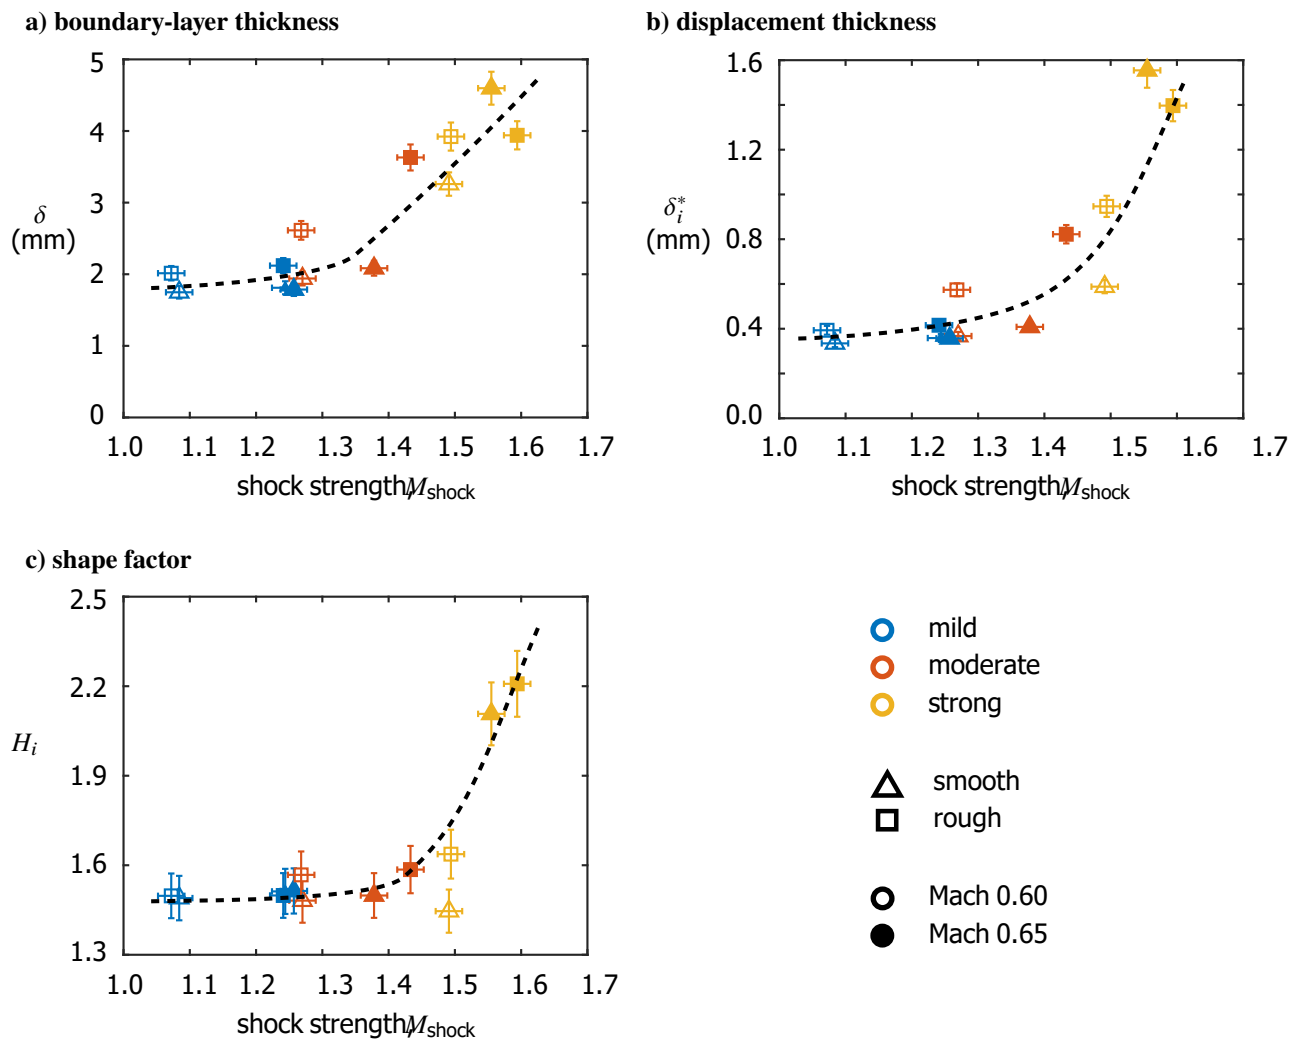 a) boundary-layer thickness
5
4
3
2
1
0
δ
(mm)
1.0 1.1 1.2 1.3 1.4 1.5 1.6 1.7
shock strength, M_shock
b) displacement thickness
1.6
1.2
0.8
0.4
0.0
δ*_i
(mm)
1.0 1.1 1.2 1.3 1.4 1.5 1.6 1.7
shock strength, M_shock
c) shape factor
2.5
2.2
1.9
1.6
1.3
H_i
1.0 1.1 1.2 1.3 1.4 1.5 1.6 1.7
shock strength, M_shock
mild
moderate
strong
smooth
rough
Mach 0.60
Mach 0.65